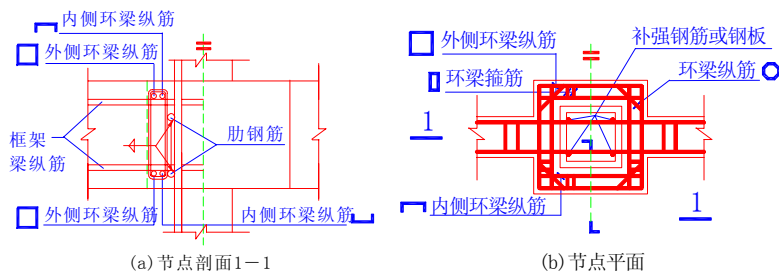 内侧环梁纵筋
外侧环梁纵筋
框架
梁纵筋
肋钢筋
外侧环梁纵筋
内侧环梁纵筋
(a)节点剖面1-1
补强钢筋或钢板
外侧环梁纵筋
环梁纵筋
环梁箍筋
1
内侧环梁纵筋
1
(b)节点平面